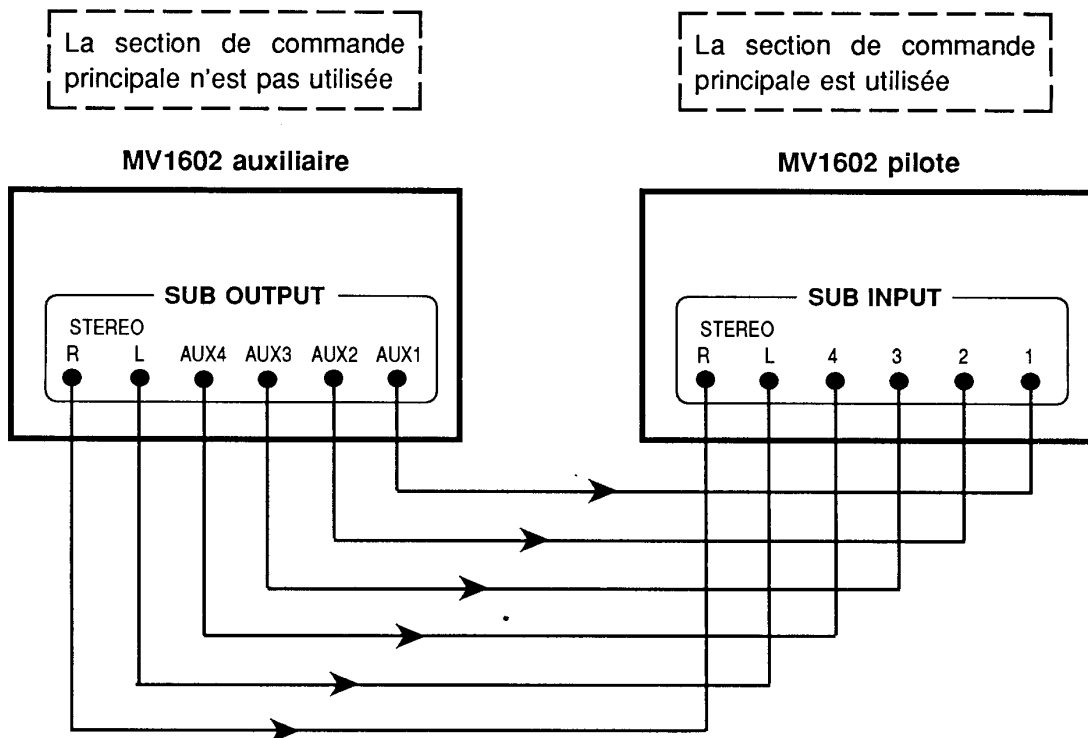 La section de commande
principale n'est pas utilisée
La section de commande
principale est utilisée
MV1602 auxiliaire
MV1602 pilote
SUB OUTPUT
STEREO
R L AUX4 AUX3 AUX2 AUX1
SUB INPUT
STEREO
R L 4 3 2 1